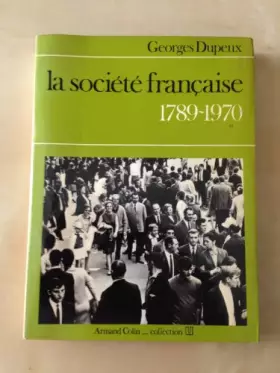 Georges Dupeux
la société française
1789-1970
Armand Colin _ collection U